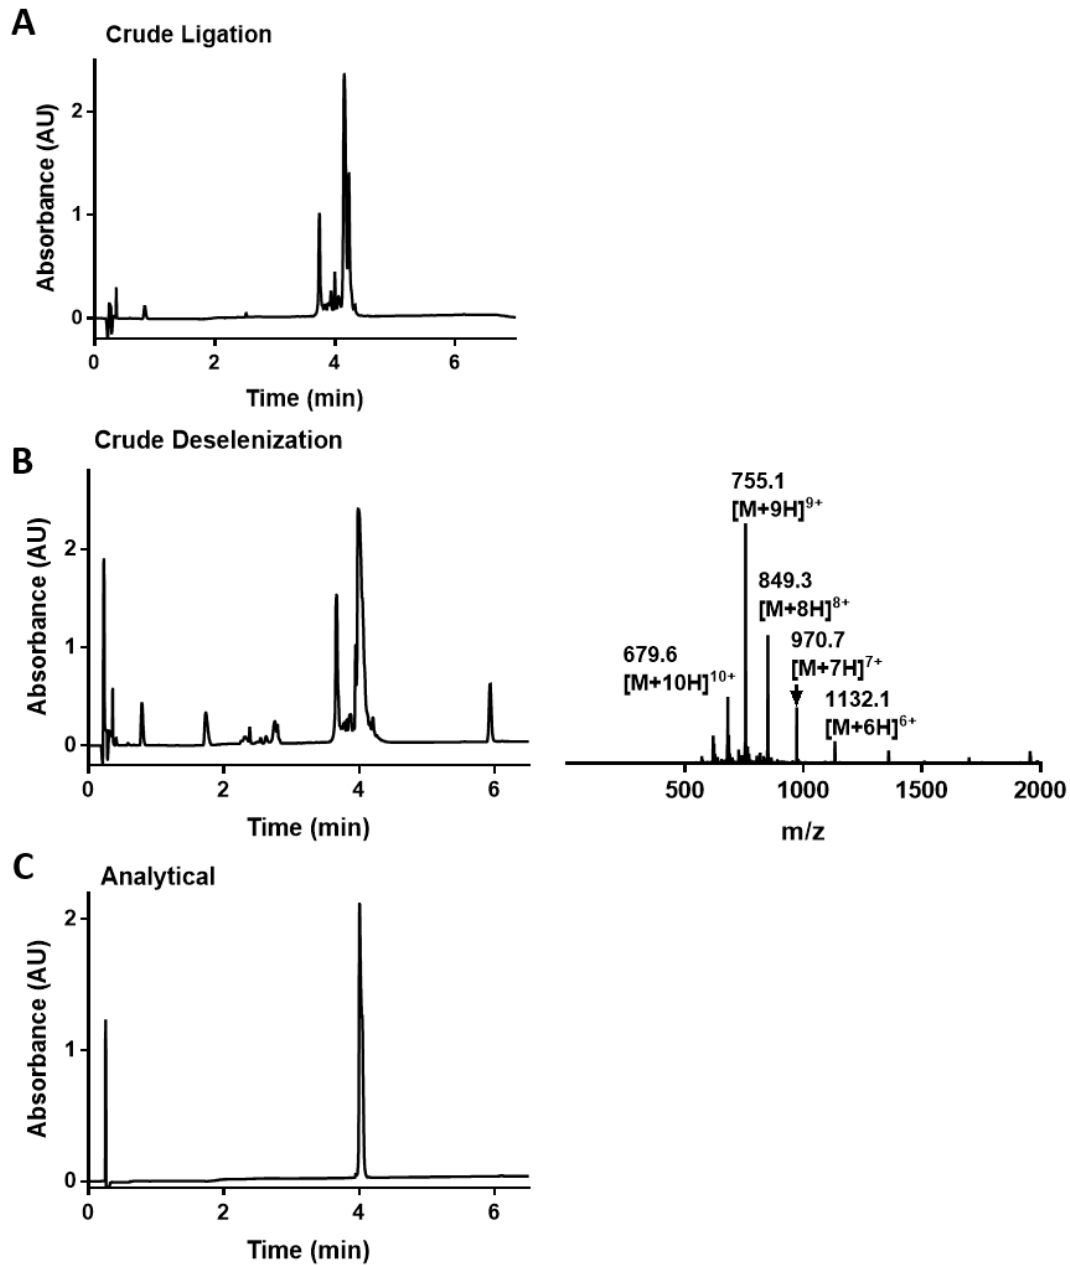 A
Crude Ligation
Absorbance (AU)
2
1
0
0 2 4 6
Time (min)
B
Crude Deselenization
Absorbance (AU)
2
1
0
0 2 4 6
Time (min)
755.1
[M+9H]⁹⁺
849.3
[M+8H]⁸⁺
970.7
[M+7H]⁷⁺
679.6
[M+10H]¹⁰⁺
1132.1
[M+6H]⁶⁺
500 1000 1500 2000
m/z
C
Analytical
Absorbance (AU)
2
1
0
0 2 4 6
Time (min)